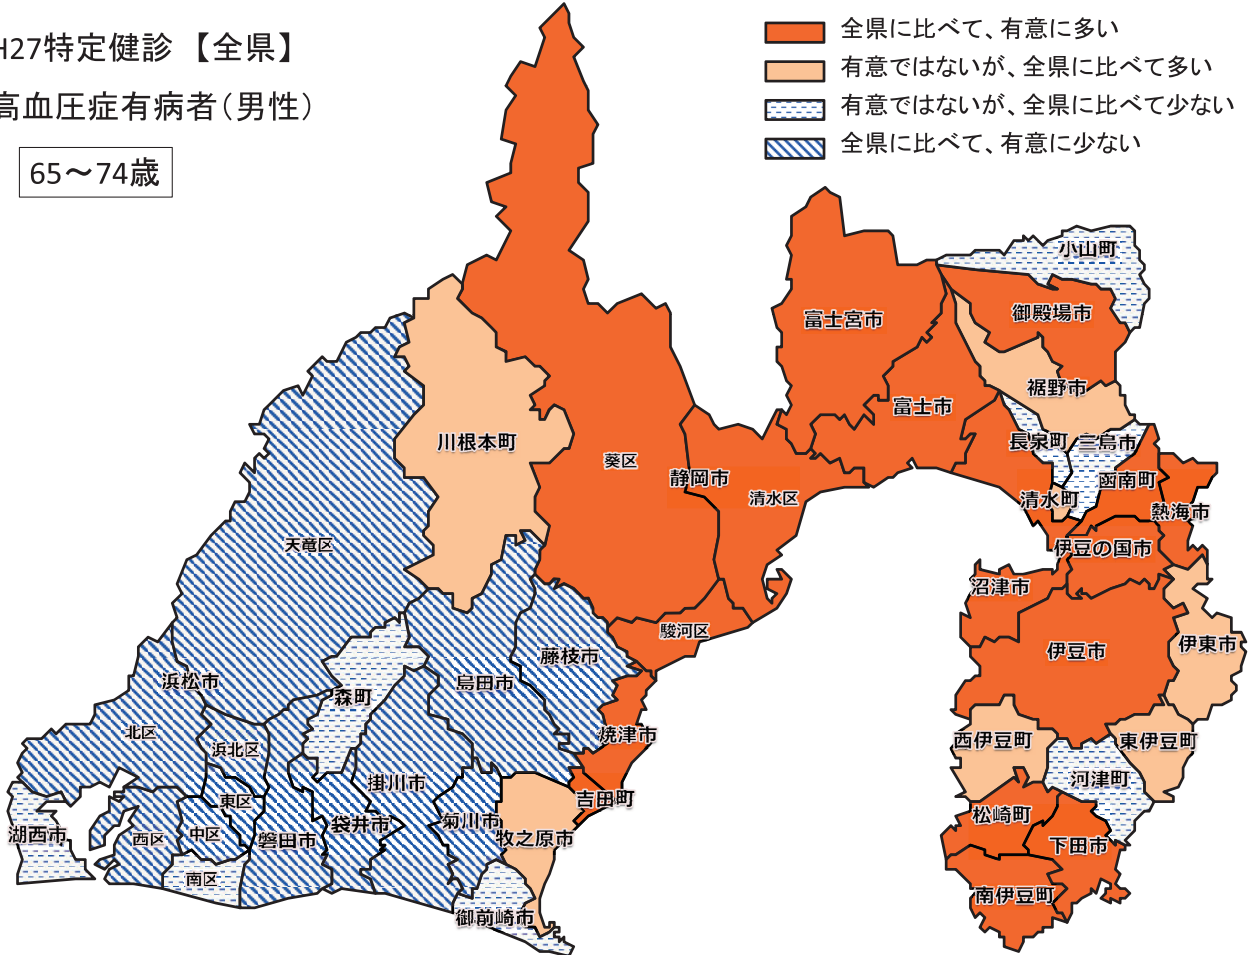 H27特定健診 【全県】
高血圧症有病者(男性)
65～74歳
全県に比べて、有意に多い
有意ではないが、全県に比べて多い
有意ではないが、全県に比べて少ない
全県に比べて、有意に少ない
小山町
御殿場市
富士宮市
裾野市
富士市
長泉町
三島市
川根本町
葵区
静岡市
清水区
清水町
函南町
熱海市
天竜区
伊豆の国市
沼津市
駿河区
伊豆市
伊東市
藤枝市
浜松市
森町
島田市
北区
浜北区
焼津市
西伊豆町
東伊豆町
掛川市
河津町
東区
吉田町
松崎町
湖西市
西区
中区
磐田市
袋井市
菊川市
牧之原市
下田市
南区
南伊豆町
御前崎市